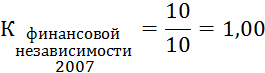 К финансовой независимости 2007 = 10/10 = 1,00